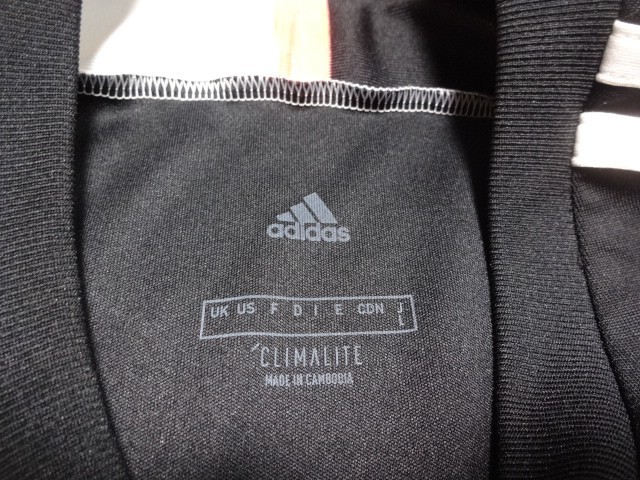 adidas
UK US F D I E CDN J
L
CLIMALITE
MADE IN CAMBODIA